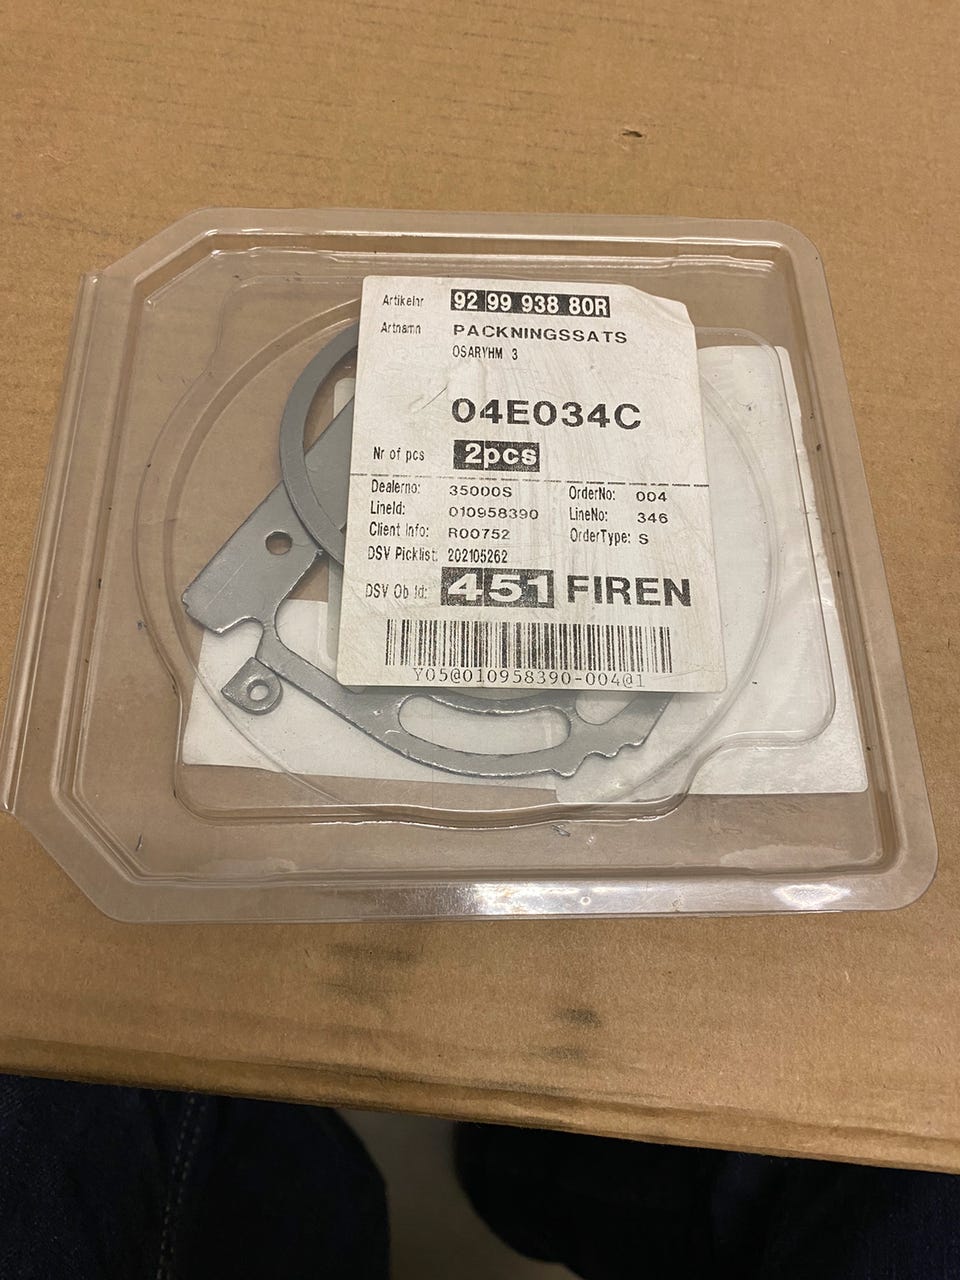 Artikelnr 92 99 938 80R
Artnamn PACKNINGSSATS
OSARYHM 3
04E034C
Nr of pcs 2pcs
Dealerno: 35000S OrderNo: 004
LineId: 010958390 LineNo: 346
Client Info: R00752 OrderType: S
DSV Picklist: 202105262
DSV Ob Id: 451 FIREN
Y05@010958390-004@1